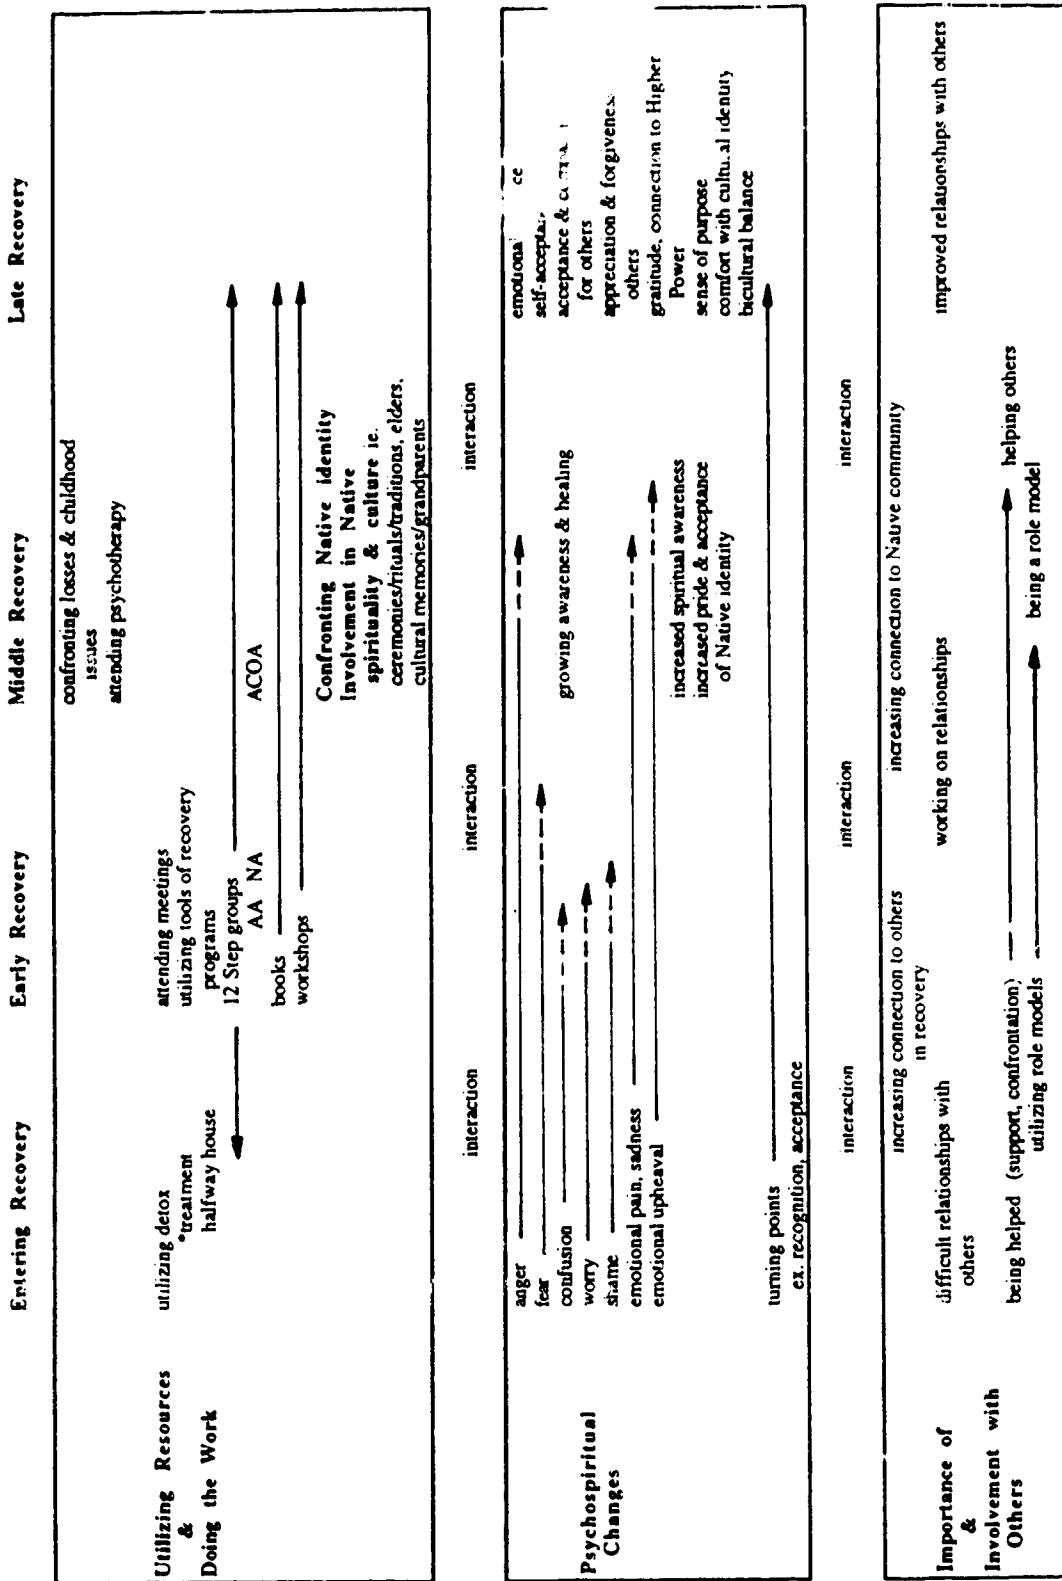 Entering Recovery
Early Recovery
Middle Recovery
Late Recovery
Utilizing Resources
&
Doing the Work
utilizing detox
*treatment
halfway house
attending meetings
utilizing tools of recovery
programs
12 Step groups
AA NA
ACOA
books
workshops
confronting losses & childhood
issues
attending psychotherapy
Confronting Native identity
Involvement in Native
spirituality & culture ie.
ceremonies/rituals/traditions, elders,
cultural memories/grandparents
interaction
interaction
interaction
Psychospiritual
Changes
anger
fear
confusion
worry
shame
emotional pain, sadness
emotional upheaval
turning points
ex. recognition, acceptance
growing awareness & healing
increased spiritual awareness
increased pride & acceptance
of Native identity
emotional
acceptance &
for others
appreciation & forgiveness
others
gratitude, connection to Higher
Power
sense of purpose
comfort with cultural identity
bicultural balance
interaction
interaction
interaction
Importance of
&
Involvement with
Others
increasing connection to others
in recovery
increasing connection to Native community
difficult relationships with
others
working on relationships
improved relationships with others
being helped (support, confrontation)
helping others
utilizing role models
being a role model